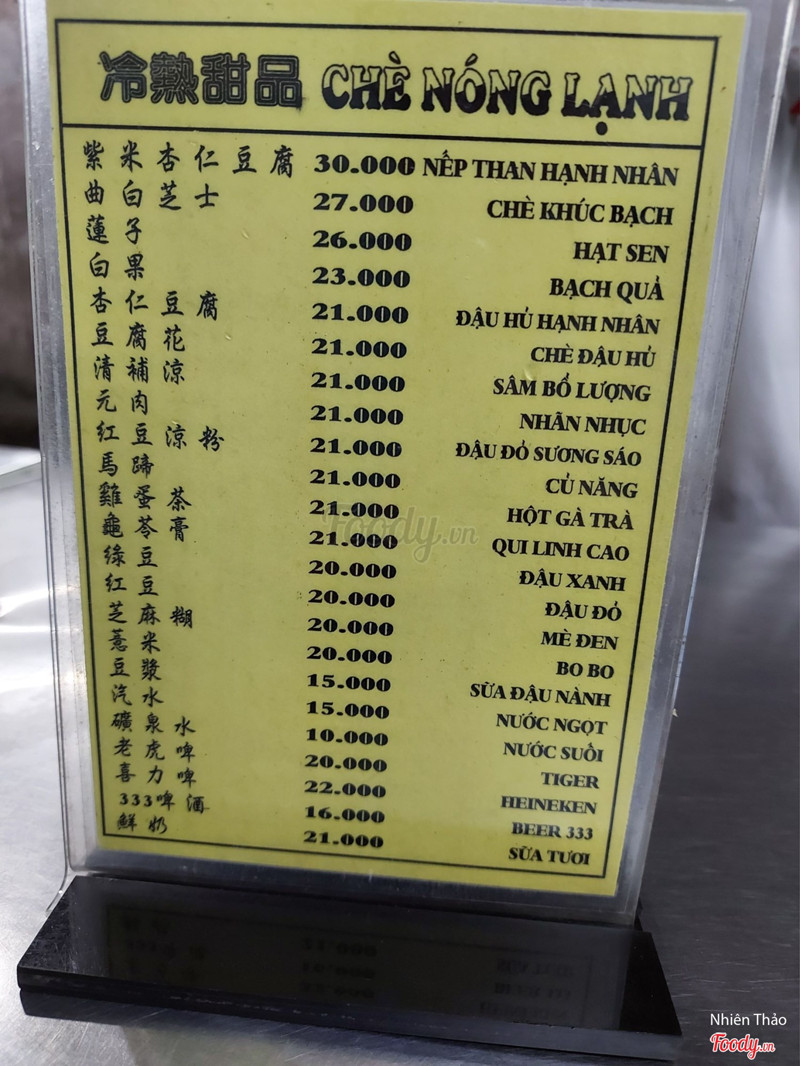 冷熱甜品 CHÈ NÓNG LẠNH
紫米杏仁豆腐 30.000 NẾP THAN HẠNH NHÂN
曲白芝士 27.000 CHÈ KHÚC BẠCH
蓮子 26.000 HẠT SEN
白果 23.000 BẠCH QUẢ
杏仁豆腐 21.000 ĐẬU HỦ HẠNH NHÂN
豆腐花 21.000 CHÈ ĐẬU HỦ
清補涼 21.000 SÂM BỔ LƯỢNG
元肉 21.000 NHÃN NHỤC
紅豆涼粉 21.000 ĐẬU ĐỎ SƯƠNG SÁO
馬蹄 21.000 CỦ NĂNG
雞蛋茶 21.000 HỘT GÀ TRÀ
龜苓膏 21.000 QUI LINH CAO
綠豆 20.000 ĐẬU XANH
紅豆 20.000 ĐẬU ĐỎ
芝麻糊 20.000 MÈ ĐEN
薏米 20.000 BO BO
豆漿 15.000 SỮA ĐẬU NÀNH
汽水 15.000 NƯỚC NGỌT
礦泉水 10.000 NƯỚC SUỐI
老虎啤 20.000 TIGER
喜力啤 22.000 HEINEKEN
333啤酒 16.000 BEER 333
鮮奶 21.000 SỮA TƯƠI
Foody.vn
Nhiên Thảo
Foody.vn